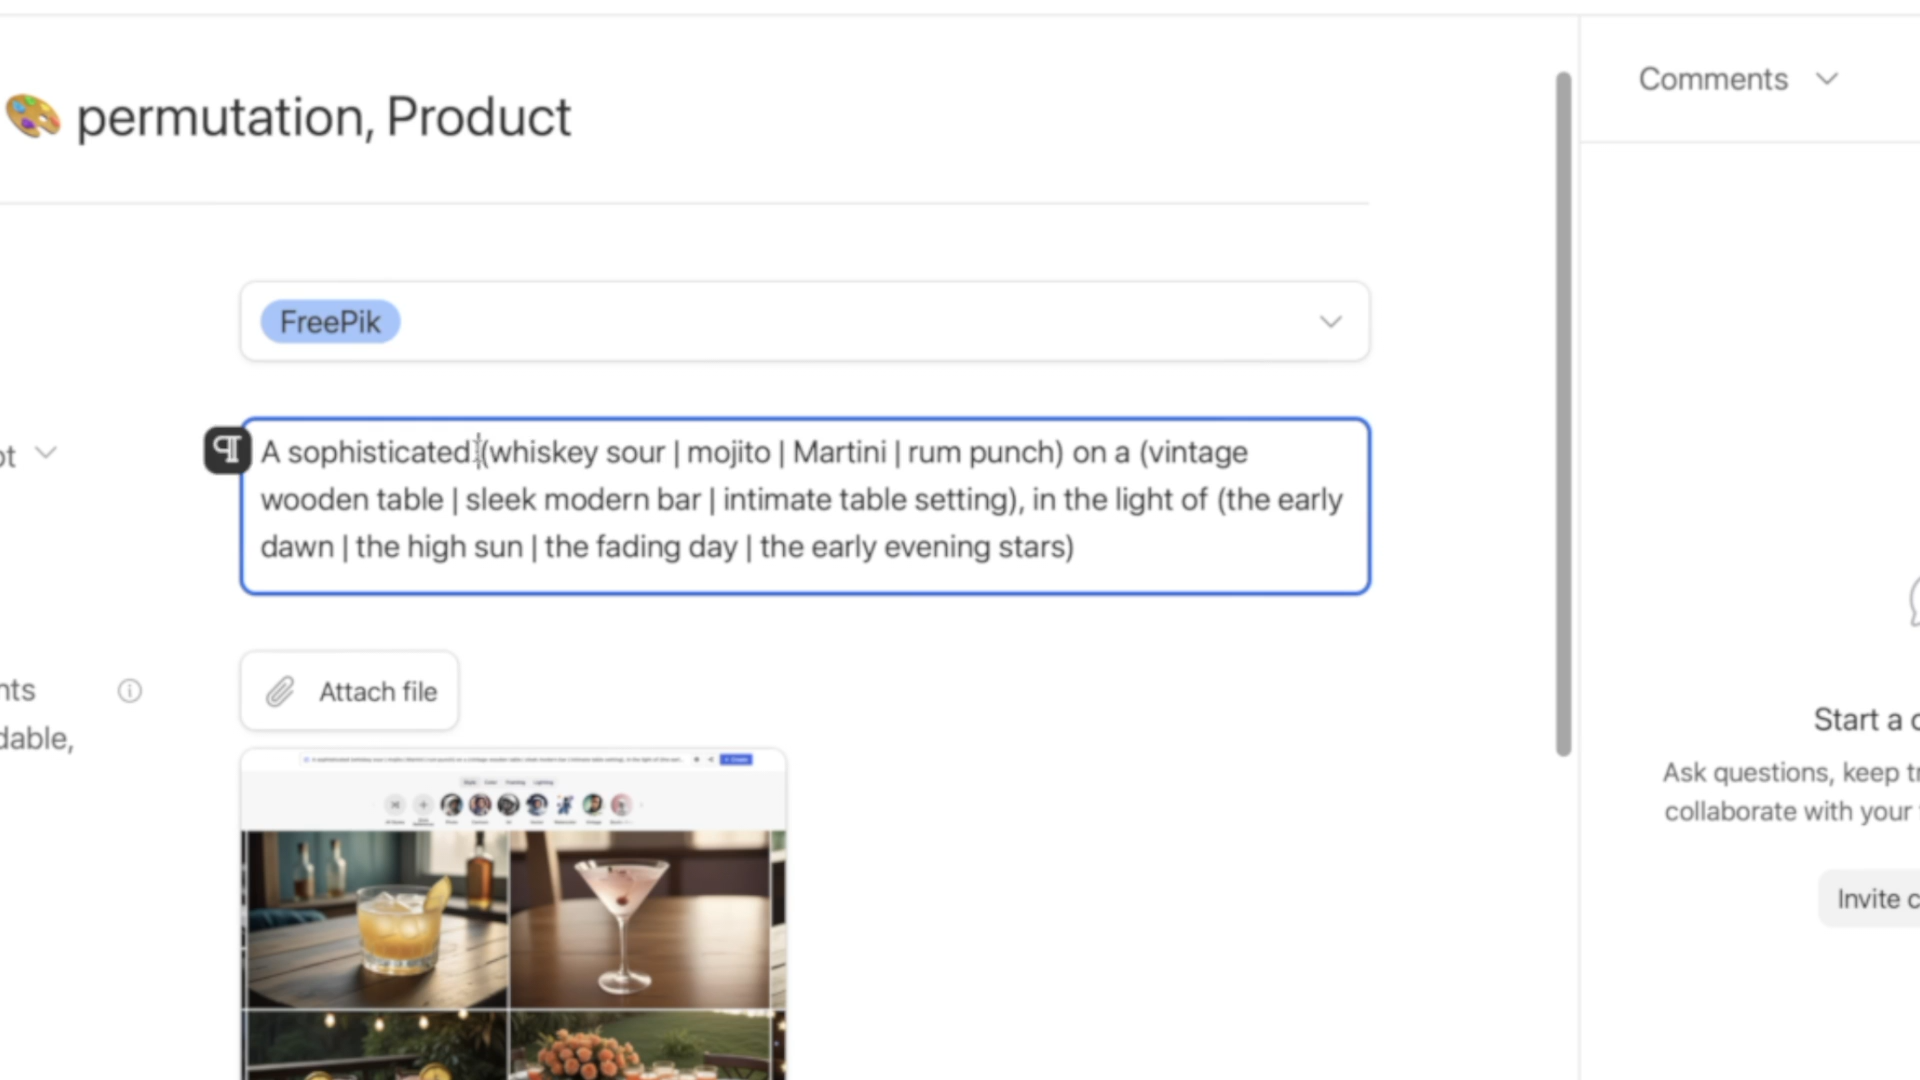 Comments
permutation, Product
FreePik
A sophisticated (whiskey sour | mojito | Martini | rum punch) on a (vintage
wooden table | sleek modern bar | intimate table setting), in the light of (the early
dawn | the high sun | the fading day | the early evening stars)
ot
nts
dable,
Attach file
Start a c
Ask questions, keep tr
collaborate with your
Invite c